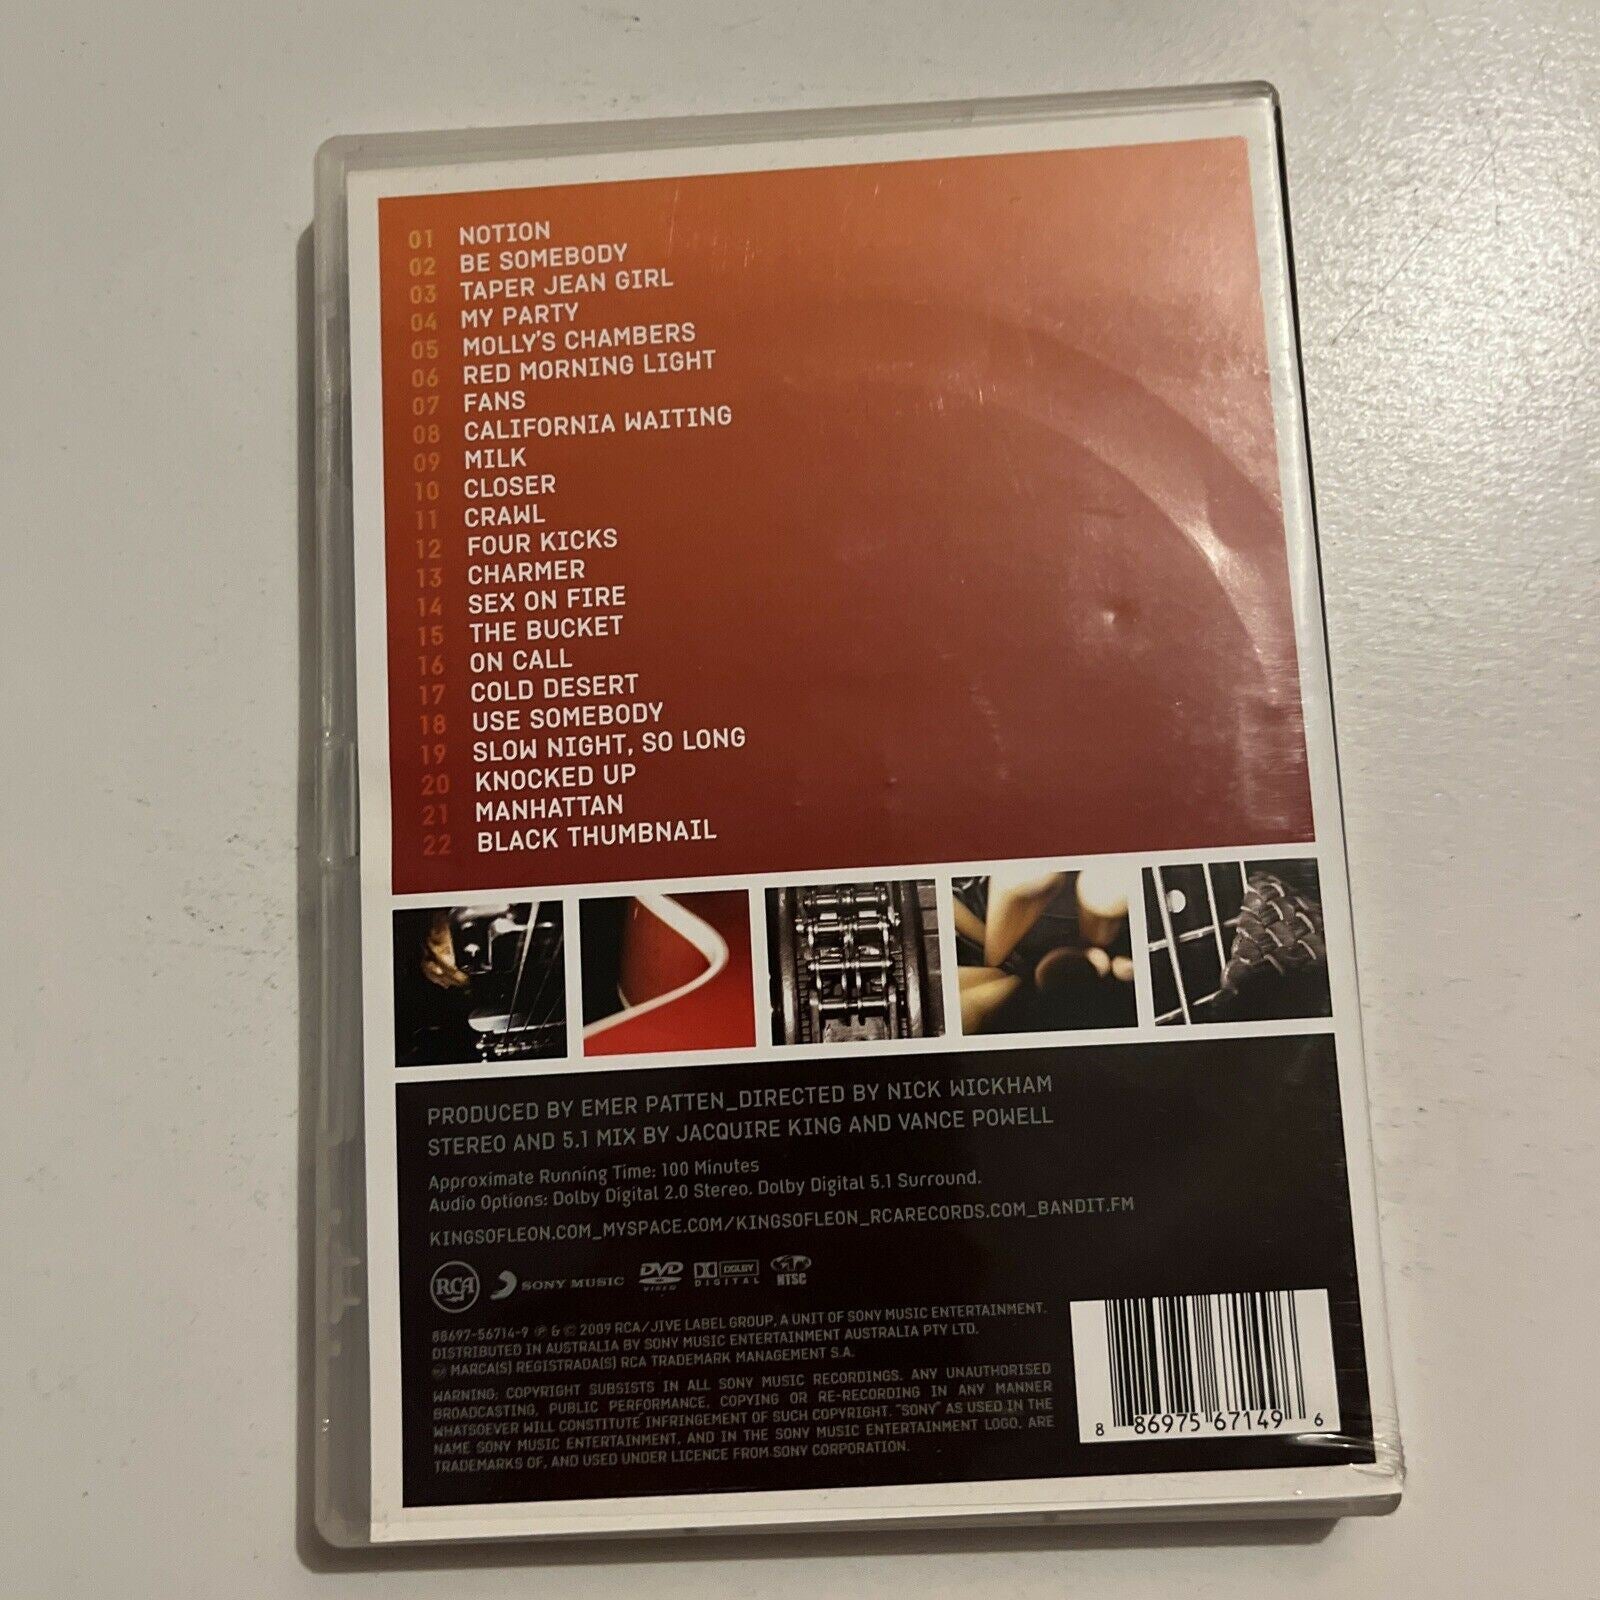 01 NOTION
02 BE SOMEBODY
03 TAPER JEAN GIRL
04 MY PARTY
05 MOLLY'S CHAMBERS
06 RED MORNING LIGHT
07 FANS
08 CALIFORNIA WAITING
09 MILK
10 CLOSER
11 CRAWL
12 FOUR KICKS
13 CHARMER
14 SEX ON FIRE
15 THE BUCKET
16 ON CALL
17 COLD DESERT
18 USE SOMEBODY
19 SLOW NIGHT, SO LONG
20 KNOCKED UP
21 MANHATTAN
22 BLACK THUMBNAIL
PRODUCED BY EMER PATTEN_DIRECTED BY NICK WICKHAM
STEREO AND 5.1 MIX BY JACQUIRE KING AND VANCE POWELL
Approximate Running Time: 100 Minutes
Audio Options: Dolby Digital 2.0 Stereo. Dolby Digital 5.1 Surround.
KINGSOFLEON.COM_MYSPACE.COM/KINGSOFLEON_RCARECORDS.COM_BANDIT.FM
RCA SONY MUSIC DVD VIDEO DOLBY DIGITAL NTSC
88697-56714-9 ℗ & © 2009 RCA/JIVE LABEL GROUP, A UNIT OF SONY MUSIC ENTERTAINMENT.
DISTRIBUTED IN AUSTRALIA BY SONY MUSIC ENTERTAINMENT AUSTRALIA PTY LTD.
MARCA(S) REGISTRADA(S) RCA TRADEMARK MANAGEMENT S.A.
WARNING: COPYRIGHT SUBSISTS IN ALL SONY MUSIC RECORDINGS. ANY UNAUTHORISED
BROADCASTING, PUBLIC PERFORMANCE, COPYING OR RE-RECORDING IN ANY MANNER
WHATSOEVER WILL CONSTITUTE INFRINGEMENT OF SUCH COPYRIGHT. "SONY" AS USED IN THE
NAME SONY MUSIC ENTERTAINMENT, AND IN THE SONY MUSIC ENTERTAINMENT LOGO, ARE
TRADEMARKS OF, AND USED UNDER LICENCE FROM SONY CORPORATION.
8 86975 67149 6